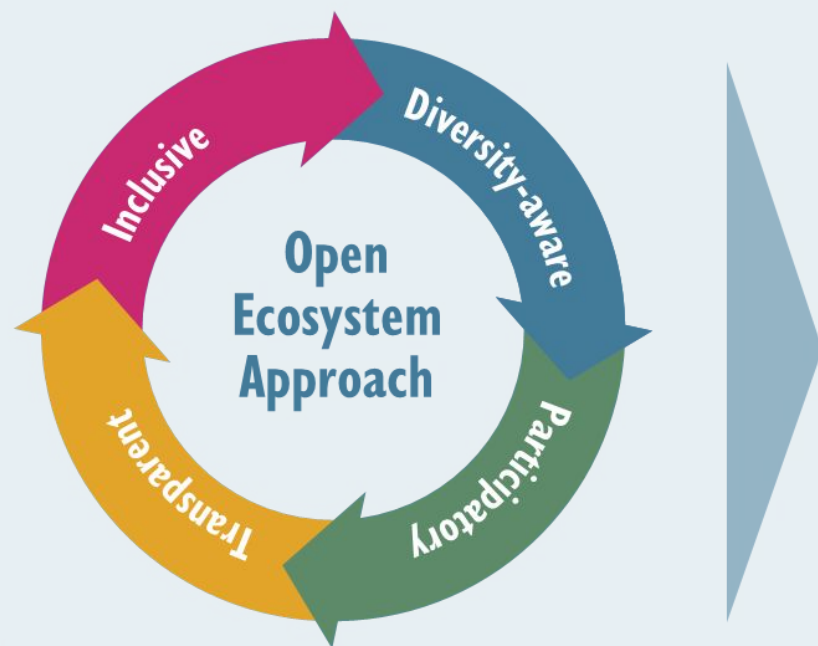 Inclusive
Diversity-aware
Open
Ecosystem
Approach
Participatory
Transparent